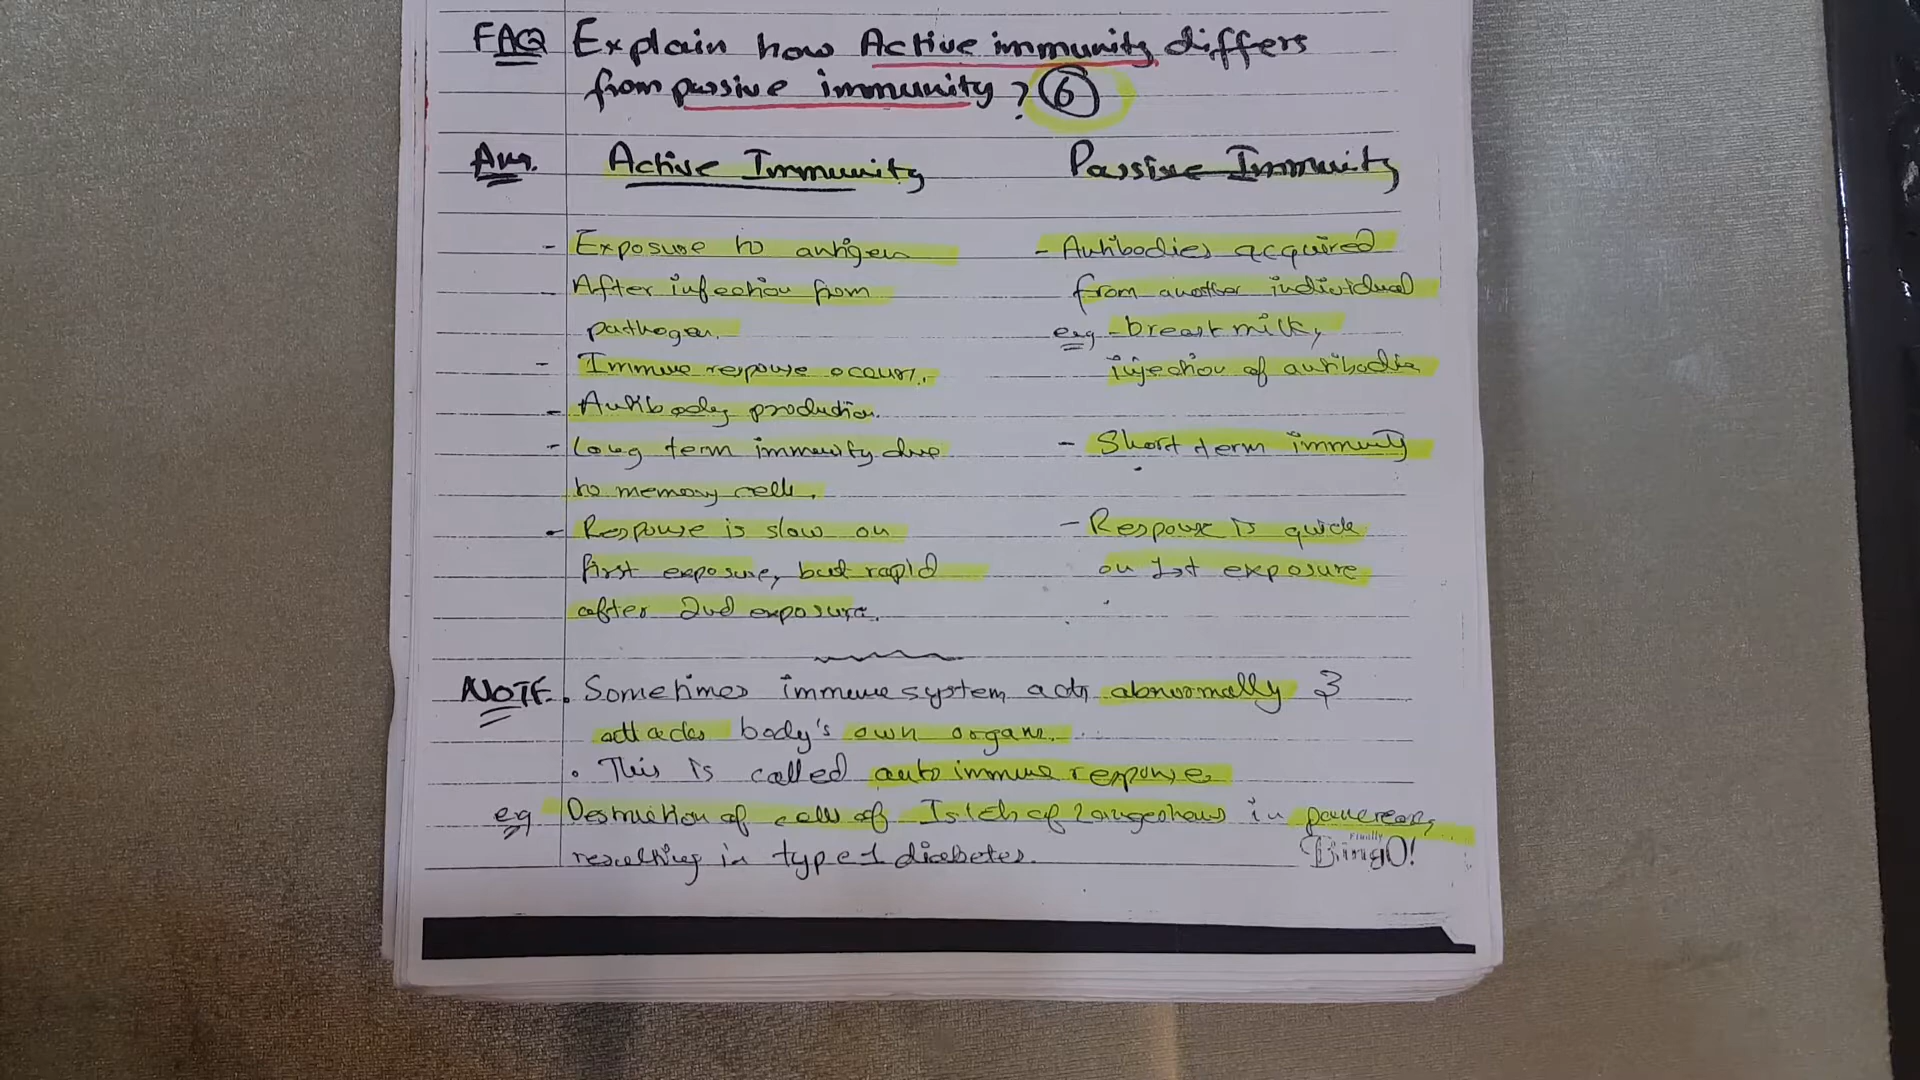 FAQ Explain how Active immunity differs
from passive immunity? 6
Ans. Active Immunity Passive Immunity
- Exposure to antigen - Antibodies acquired
- After infection from from another individual
pathogen. eg - breast milk,
- Immune response occurs. injection of antibodies
- Antibody production.
- Long term immunity due - Short term immunity
to memory cells.
- Response is slow on - Response is quick
first exposure, but rapid on 1st exposure
after 2nd exposure.
NOTE. Sometimes immune system acts abnormally &
attacks body's own organs.
• This is called auto immune response.
eg Destruction of cells of Islets of Langerhans in pancreas,
resulting in type 1 diabetes. Finally
BingO!